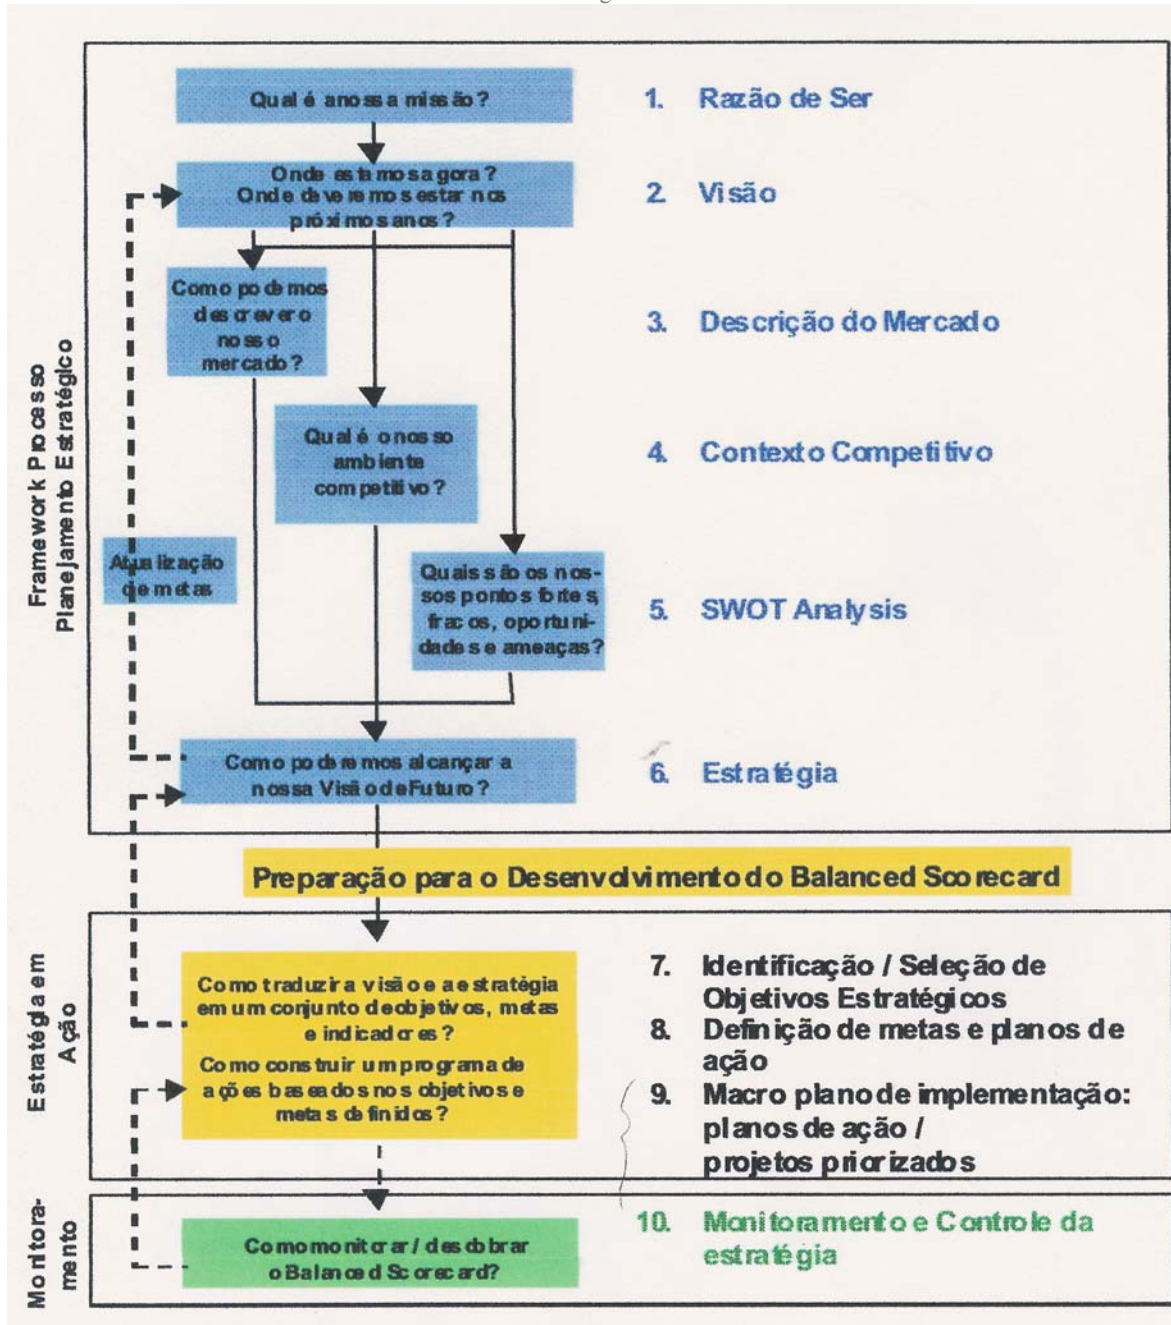 Qual é a nossa missão?
1. Razão de Ser
Onde estamos agora?
Onde deveremos estar nos
próximos anos?
2. Visão
Como podemos
descrever o
nosso
mercado?
3. Descrição do Mercado
Qual é o nosso
ambiente
competitivo?
4. Contexto Competitivo
Atualização
de metas
Quais são os nos-
sos pontos fortes,
fracos, oportuni-
dades e ameaças?
5. SWOT Analysis
Como poderemos alcançar a
nossa Visão de Futuro?
6. Estratégia
Framework Processo
Planejamento Estratégico
Preparação para o Desenvolvimento do Balanced Scorecard
Estratégia em
Ação
Como traduzir a visão e a estratégia
em um conjunto de objetivos, metas
e indicadores?
Como construir um programa de
ações baseados nos objetivos e
metas definidos?
7. Identificação / Seleção de
Objetivos Estratégicos
8. Definição de metas e planos de
ação
9. Macro plano de implementação:
planos de ação /
projetos priorizados
Monitora-
mento
Como monitorar / desdobrar
o Balanced Scorecard?
10. Monitoramento e Controle da
estratégia